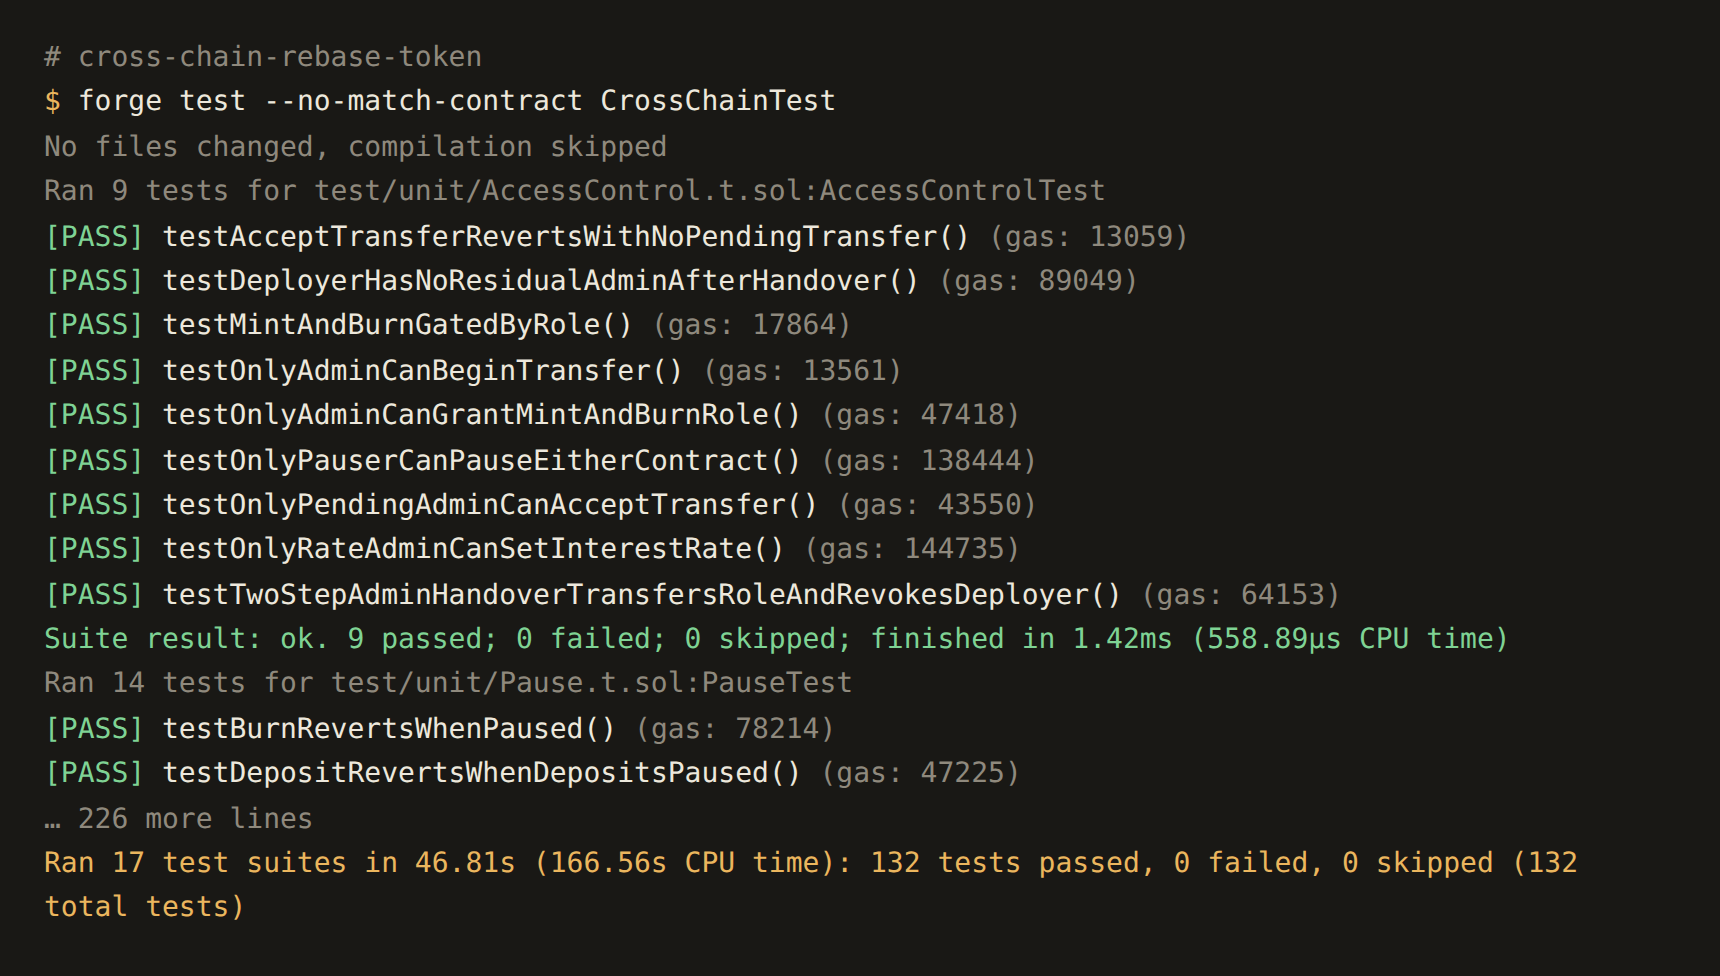 # cross-chain-rebase-token
$ forge test --no-match-contract CrossChainTest
No files changed, compilation skipped
Ran 9 tests for test/unit/AccessControl.t.sol:AccessControlTest
[PASS] testAcceptTransferRevertsWithNoPendingTransfer() (gas: 13059)
[PASS] testDeployerHasNoResidualAdminAfterHandover() (gas: 89049)
[PASS] testMintAndBurnGatedByRole() (gas: 17864)
[PASS] testOnlyAdminCanBeginTransfer() (gas: 13561)
[PASS] testOnlyAdminCanGrantMintAndBurnRole() (gas: 47418)
[PASS] testOnlyPauserCanPauseEitherContract() (gas: 138444)
[PASS] testOnlyPendingAdminCanAcceptTransfer() (gas: 43550)
[PASS] testOnlyRateAdminCanSetInterestRate() (gas: 144735)
[PASS] testTwoStepAdminHandoverTransfersRoleAndRevokesDeployer() (gas: 64153)
Suite result: ok. 9 passed; 0 failed; 0 skipped; finished in 1.42ms (558.89µs CPU time)
Ran 14 tests for test/unit/Pause.t.sol:PauseTest
[PASS] testBurnRevertsWhenPaused() (gas: 78214)
[PASS] testDepositRevertsWhenDepositsPaused() (gas: 47225)
… 226 more lines
Ran 17 test suites in 46.81s (166.56s CPU time): 132 tests passed, 0 failed, 0 skipped (132
total tests)